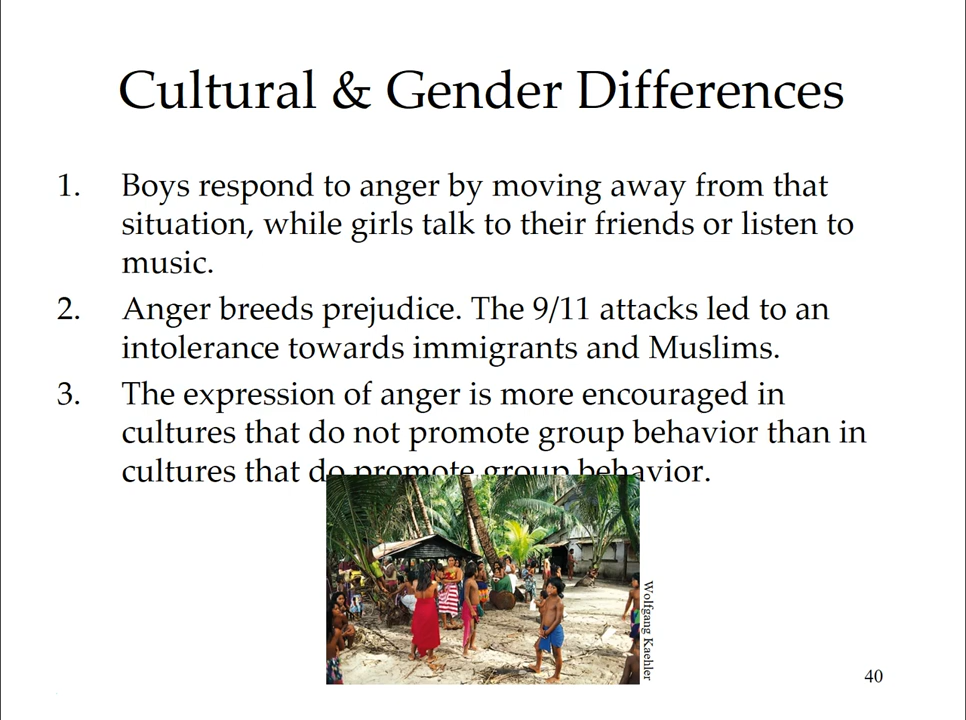 Cultural & Gender Differences
1. Boys respond to anger by moving away from that
situation, while girls talk to their friends or listen to
music.
2. Anger breeds prejudice. The 9/11 attacks led to an
intolerance towards immigrants and Muslims.
3. The expression of anger is more encouraged in
cultures that do not promote group behavior than in
cultures that do promote group behavior.
Wolfgang Kaehler
40